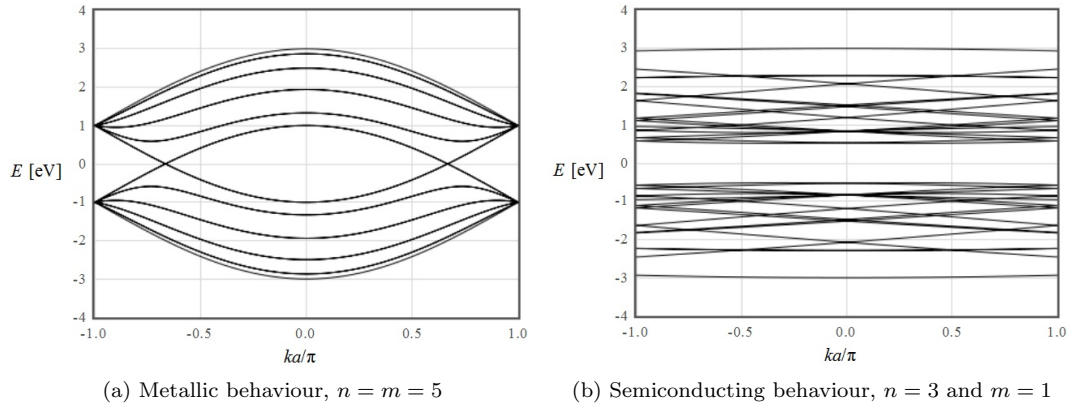 4
3
2
1
E [eV] 0
-1
-2
-3
-4
-1.0 -0.5 0.0 0.5 1.0
ka/π
(a) Metallic behaviour, n = m = 5
4
3
2
1
E [eV] 0
-1
-2
-3
-4
-1.0 -0.5 0.0 0.5 1.0
ka/π
(b) Semiconducting behaviour, n = 3 and m = 1